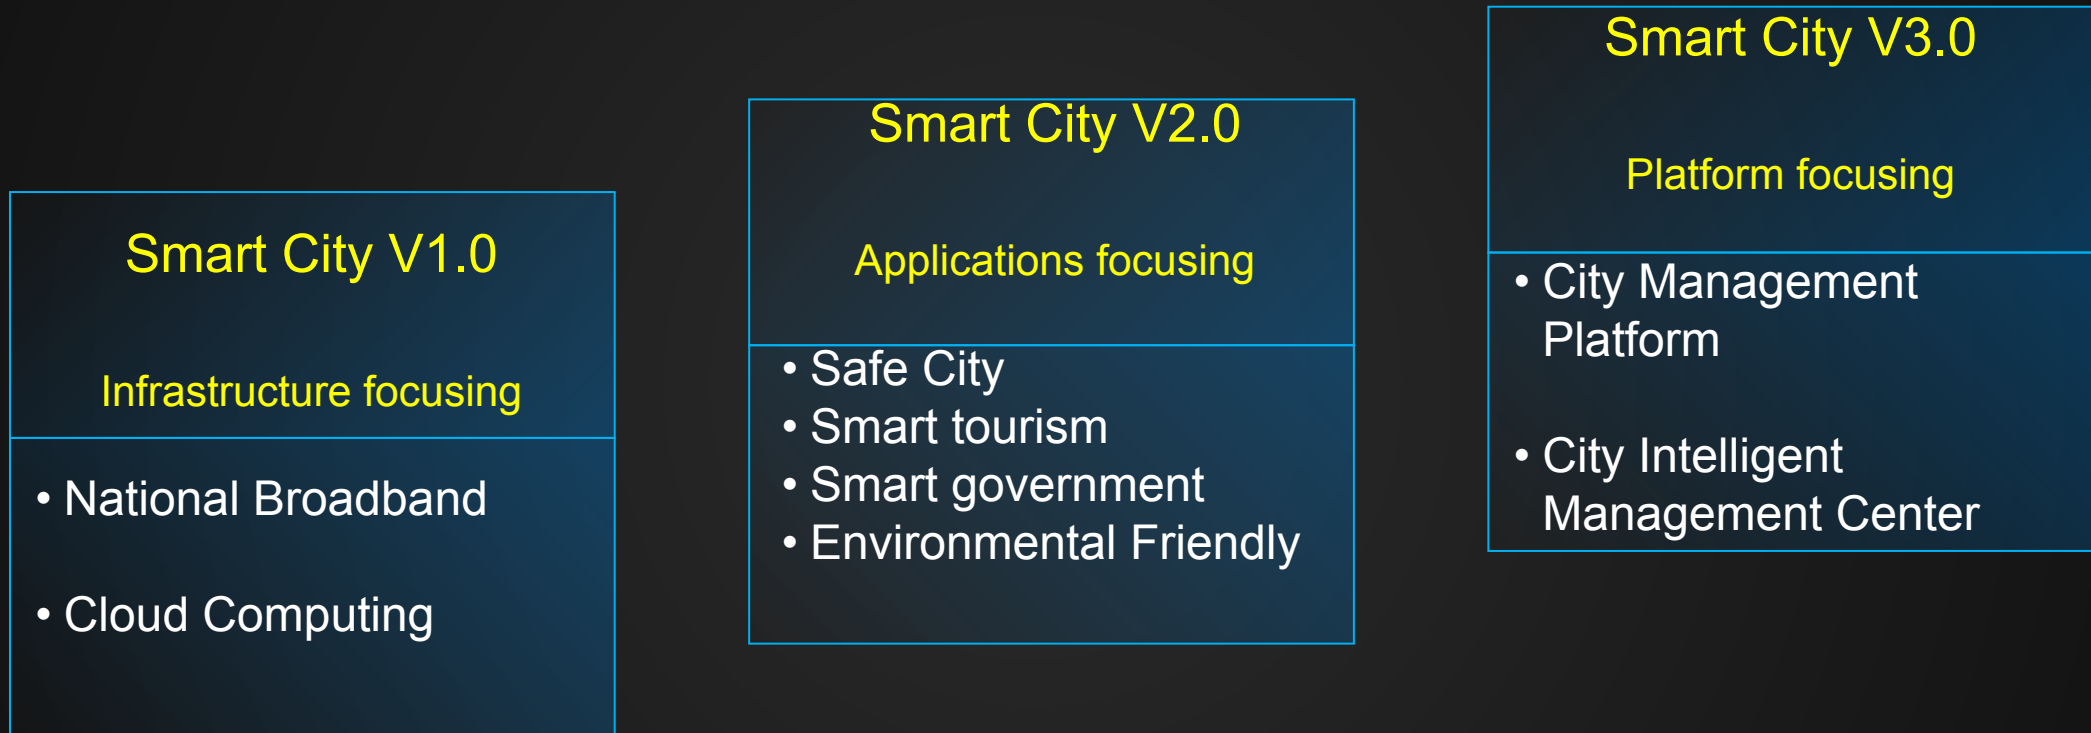 Smart City V1.0
Infrastructure focusing
• National Broadband
• Cloud Computing
Smart City V2.0
Applications focusing
• Safe City
• Smart tourism
• Smart government
• Environmental Friendly
Smart City V3.0
Platform focusing
• City Management
Platform
• City Intelligent
Management Center